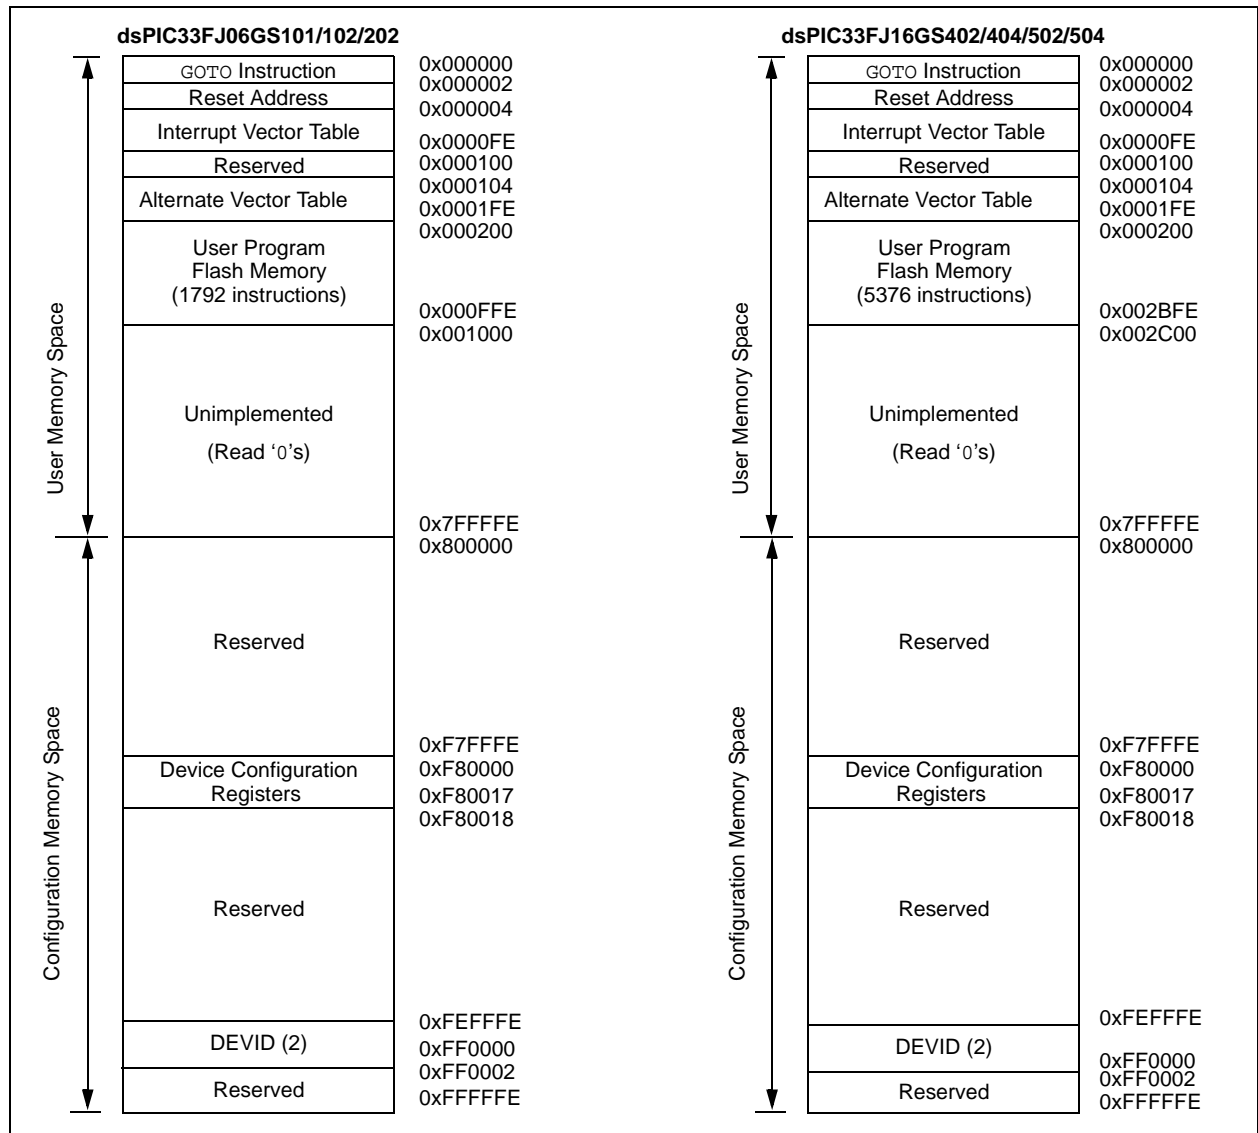 dsPIC33FJ06GS101/102/202
GOTO Instruction
0x000000
0x000002
Reset Address
0x000004
Interrupt Vector Table
0x0000FE
Reserved
0x000100
0x000104
Alternate Vector Table
0x0001FE
0x000200
User Program
Flash Memory
(1792 instructions)
0x000FFE
0x001000
User Memory Space
Unimplemented
(Read ‘0’s)
0x7FFFFE
0x800000
Reserved
Configuration Memory Space
0xF7FFFE
Device Configuration
0xF80000
Registers
0xF80017
0xF80018
Reserved
0xFEFFFE
DEVID (2)
0xFF0000
0xFF0002
Reserved
0xFFFFFE
dsPIC33FJ16GS402/404/502/504
GOTO Instruction
0x000000
0x000002
Reset Address
0x000004
Interrupt Vector Table
0x0000FE
Reserved
0x000100
0x000104
Alternate Vector Table
0x0001FE
0x000200
User Program
Flash Memory
(5376 instructions)
0x002BFE
0x002C00
User Memory Space
Unimplemented
(Read ‘0’s)
0x7FFFFE
0x800000
Reserved
Configuration Memory Space
0xF7FFFE
Device Configuration
0xF80000
Registers
0xF80017
0xF80018
Reserved
0xFEFFFE
DEVID (2)
0xFF0000
0xFF0002
Reserved
0xFFFFFE